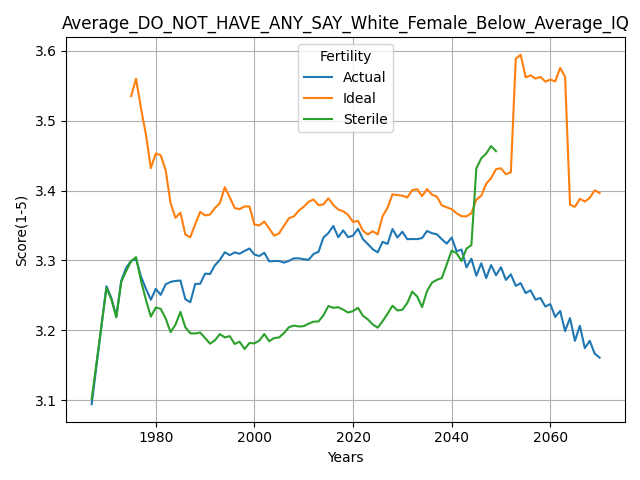 Average_DO_NOT_HAVE_ANY_SAY_White_Female_Below_Average_IQ
Fertility
Actual
Ideal
Sterile
3.6
3.5
3.4
3.3
3.2
3.1
Score(1-5)
1980 2000 2020 2040 2060
Years